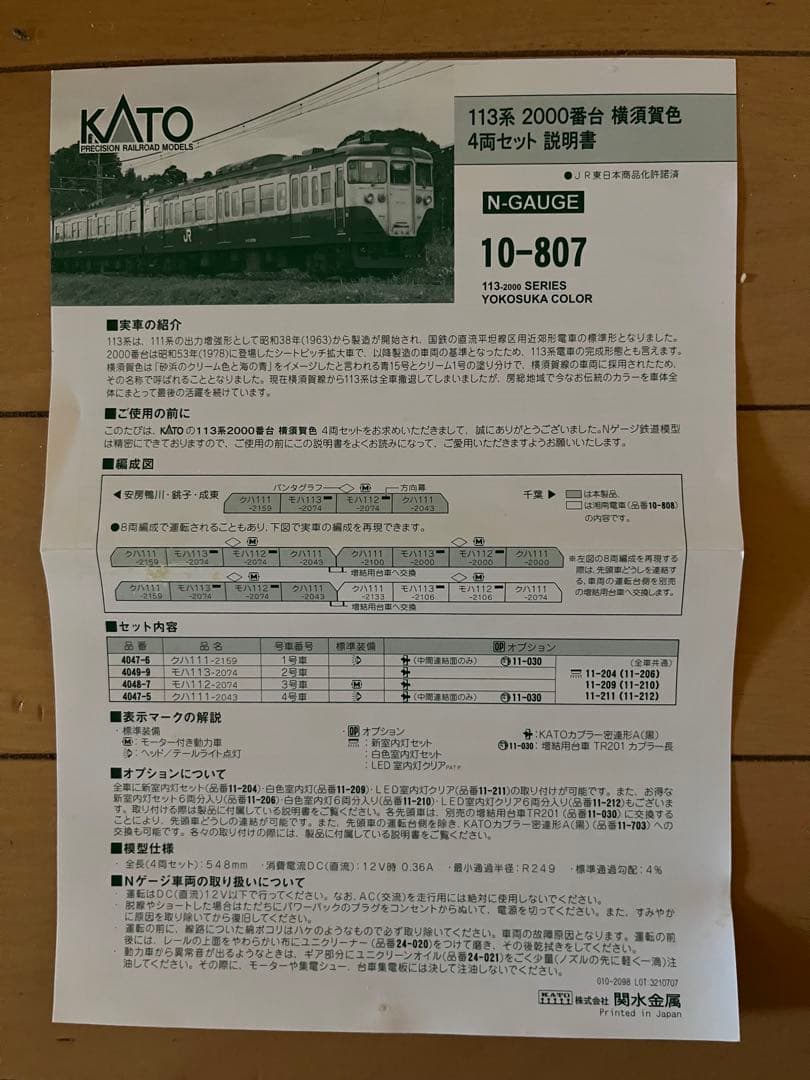 KATO
PRECISION RAILROAD MODELS
JR
113系 2000番台 横須賀色
4両セット 説明書
●JR東日本商品化許諾済
N-GAUGE
10-807
113-2000 SERIES
YOKOSUKA COLOR
■実車の紹介
113系は、111系の出力増強形として昭和38年(1963)から製造が開始され、国鉄の直流平坦線区用近郊形電車の標準形となりました。
2000番台は昭和53年(1978)に登場したシートピッチ拡大車で、以降製造の車両の基準となったため、113系電車の完成形態とも言えます。
横須賀色は「砂浜のクリーム色と海の青」をイメージしたと言われる青15号とクリーム1号の塗り分けで、横須賀線の車両に採用されたため、
その名称で呼ばれることとなりました。現在横須賀線から113系は全車撤退してしまいましたが、房総地域で今なお伝統のカラーを車体全
体にまとって最後の活躍を続けています。
■ご使用の前に
このたびは、KATOの113系2000番台 横須賀色 4両セットをお求めいただきまして、誠にありがとうございました。Nゲージ鉄道模型
は精密にできておりますので、ご使用の前にこの説明書をよくお読みになって、ご愛用いただきますようお願いいたします。
■編成図
◀安房鴨川・銚子・成東
パンタグラフ M 方向幕
クハ111 モハ113 モハ112 クハ111
-2159 -2074 -2074 -2043
千葉▶
は本製品、
は湘南電車(品番10-808)
の内容です。
●8両編成で運転されることもあり、下図で実車の編成を再現できます。
M M
クハ111 モハ113 モハ112 クハ111 クハ111 モハ113 モハ112 クハ111
-2159 -2074 -2074 -2043 -2100 -2000 -2000 -2000
増結用台車へ交換
M M
クハ111 モハ113 モハ112 クハ111 クハ111 モハ113 モハ112 クハ111
-2159 -2074 -2074 -2043 -2133 -2106 -2106 -2074
増結用台車へ交換
※左図の8両編成を再現する
際は、先頭車どうしを連結す
る、車両の運転台側を別売
の増結用台車へ交換します。
■セット内容
品番 品名 号車番号 標準装備 OP オプション
4047-6 クハ111-2159 1号車 (中間連結面のみ) 11-030 (全車共通)
4049-9 モハ113-2074 2号車 11-204 (11-206)
4048-7 モハ112-2074 3号車 M 11-209 (11-210)
4047-5 クハ111-2043 4号車 (中間連結面のみ) 11-030 11-211 (11-212)
■表示マークの解説
・標準装備
M:モーター付き動力車
:ヘッド/テールライト点灯
・OPオプション
:新室内灯セット
:白色室内灯セット
:LED室内灯クリアPAT.P.
:KATOカプラー密連形A(黒)
11-030: 増結用台車 TR201 カプラー長
■オプションについて
全車に新室内灯セット(品番11-204)・白色室内灯(品番11-209)・LED室内灯クリア(品番11-211)の取り付けが可能です。また、お得な
新室内灯セット6両分入り(品番11-206)・白色室内灯6両分入り(品番11-210)・LED室内灯クリア6両分入り(品番11-212)もございま
す。取り付ける際は製品に付属している説明書をご覧ください。各先頭車は、別売の増結用台車TR201(品番11-030)に交換する
ことにより、先頭車どうしの連結が可能です。また、先頭車の運転台側を除き、KATOカプラー密連形A(黒)(品番11-703)への
交換も可能です。各々の取り付けの際には、製品に付属している説明書をご覧ください。
■模型仕様
・全長(4両セット):548mm ・消費電流DC(直流):12V時 0.36A ・最小通過半径:R249 ・標準通過勾配:4%
■Nゲージ車両の取り扱いについて
・運転はDC(直流)12V以下で行ってください。なお、AC(交流)を走行用には絶対に使用しないでください。
・脱線やショートした場合はただちにパワーパックのプラグをコンセントからぬいて、電源を切ってください。また、すみやか
に原因を取り除いてから復旧してください。
・運転の前に、線路についた綿ボコリはハケのようなもので必ず取り除いてください。車両の故障原因となります。運転の前
後には、レールの上面をやわらかい布にユニクリーナー(品番24-020)をつけて磨き、その後乾拭きをしてください。
・動力車から異常音が出るようなときは、ギア部分にユニクリーンオイル(品番24-021)をごく少量(ノズルの先に軽く一滴)注
油してください。その際に、モーターや集電シュー、台車集電板には決して注油しないでください。
010-2098 LOT:3210707
KATO 株式会社 関水金属
Printed in Japan